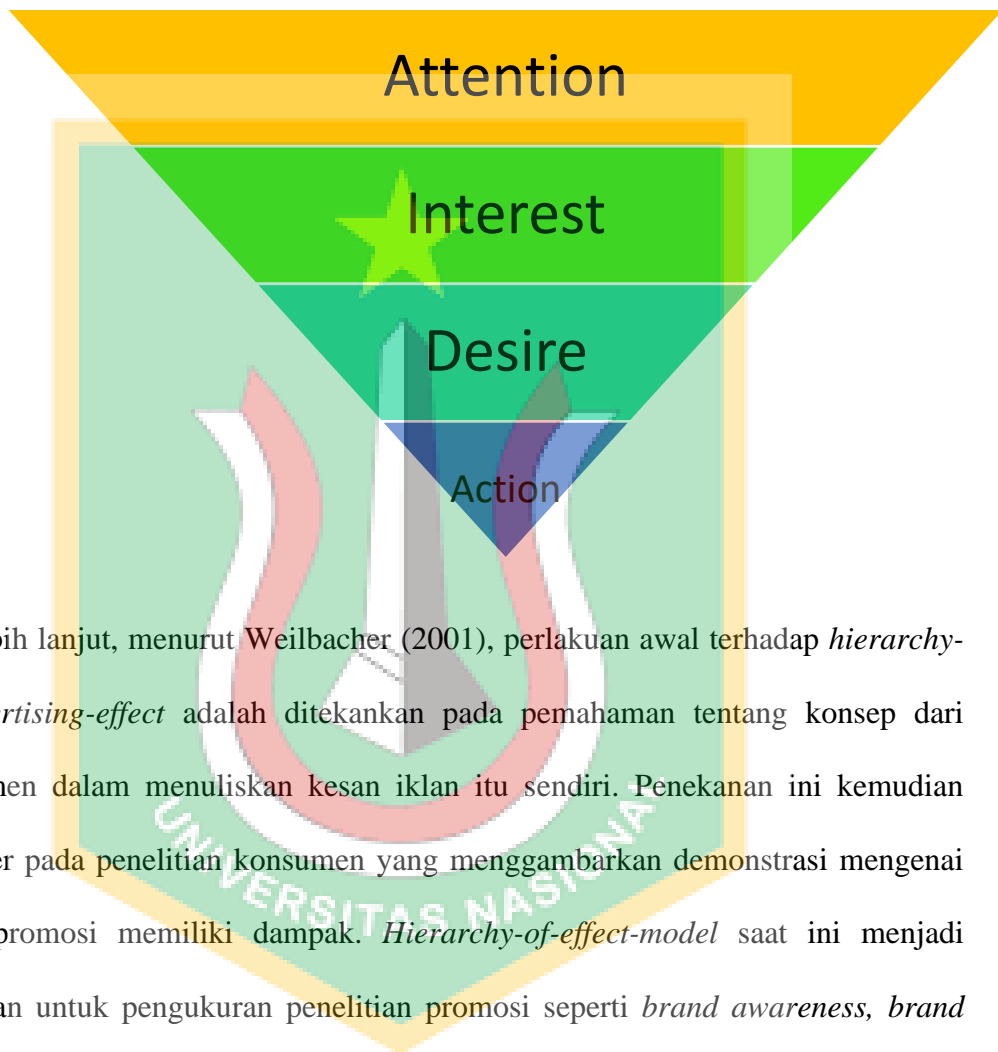 Attention
Interest
Desire
Action
bih lanjut, menurut Weilbacher (2001), perlakuan awal terhadap hierarchy-
ertising-effect adalah ditekankan pada pemahaman tentang konsep dari
nen dalam menuliskan kesan iklan itu sendiri. Penekanan ini kemudian
er pada penelitian konsumen yang menggambarkan demonstrasi mengenai
promosi memiliki dampak. Hierarchy-of-effect-model saat ini menjadi
an untuk pengukuran penelitian promosi seperti brand awareness, brand
UNIVERSITAS NASIONAL